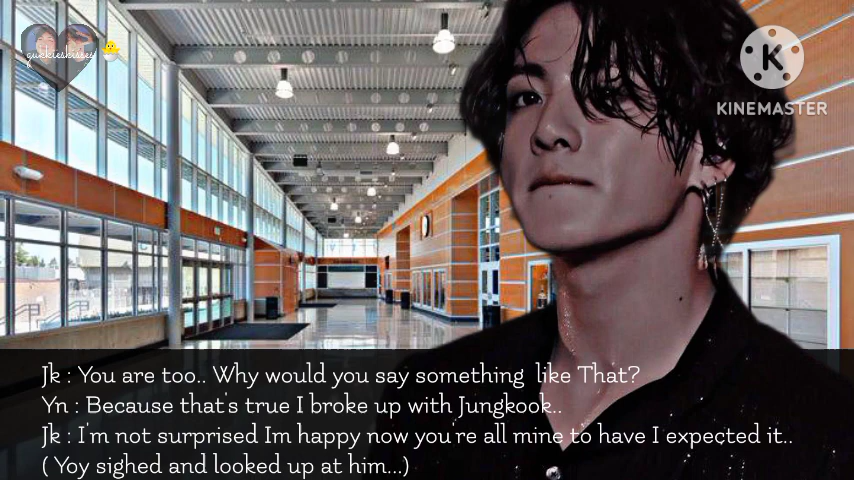 guckieskisses
KINEMASTER
Jk : You are too.. Why would you say something like That?
Yn : Because that's true I broke up with Jungkook..
Jk : I'm not surprised Im happy now you're all mine to have I expected it..
( Yoy sighed and looked up at him...)